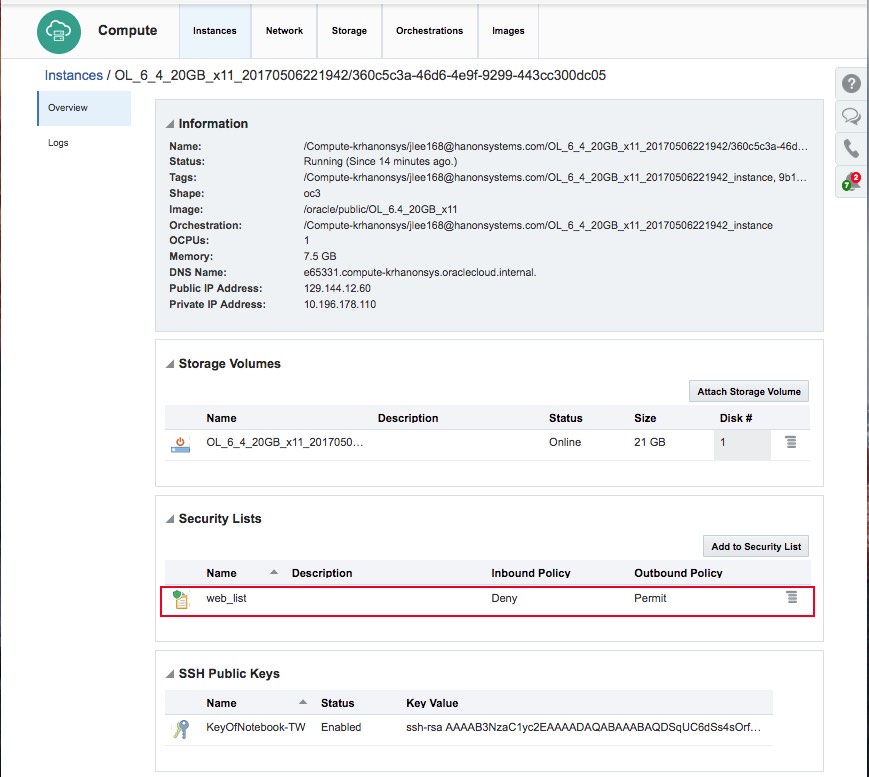 Compute Instances Network Storage Orchestrations Images
Instances / OL_6_4_20GB_x11_20170506221942/360c5c3a-46d6-4e9f-9299-443cc300dc05
Overview
Logs
Information
Name: /Compute-krhanonsys/jlee168@hanonsystems.com/OL_6_4_20GB_x11_20170506221942/360c5c3a-46d...
Status: Running (Since 14 minutes ago.)
Tags: /Compute-krhanonsys/jlee168@hanonsystems.com/OL_6_4_20GB_x11_20170506221942_instance, 9b1...
Shape: oc3
Image: /oracle/public/OL_6.4_20GB_x11
Orchestration: /Compute-krhanonsys/jlee168@hanonsystems.com/OL_6_4_20GB_x11_20170506221942_instance
OCPUs: 1
Memory: 7.5 GB
DNS Name: e65331.compute-krhanonsys.oraclecloud.internal.
Public IP Address: 129.144.12.60
Private IP Address: 10.196.178.110
?
2
7
Storage Volumes
Attach Storage Volume
Name Description Status Size Disk #
OL_6_4_20GB_x11_2017050... Online 21 GB 1
Security Lists
Add to Security List
Name Description Inbound Policy Outbound Policy
web_list Deny Permit
SSH Public Keys
Name Status Key Value
KeyOfNotebook-TW Enabled ssh-rsa AAAAB3NzaC1yc2EAAAADAQABAAABAQDSqUC6dSs4sOrf...